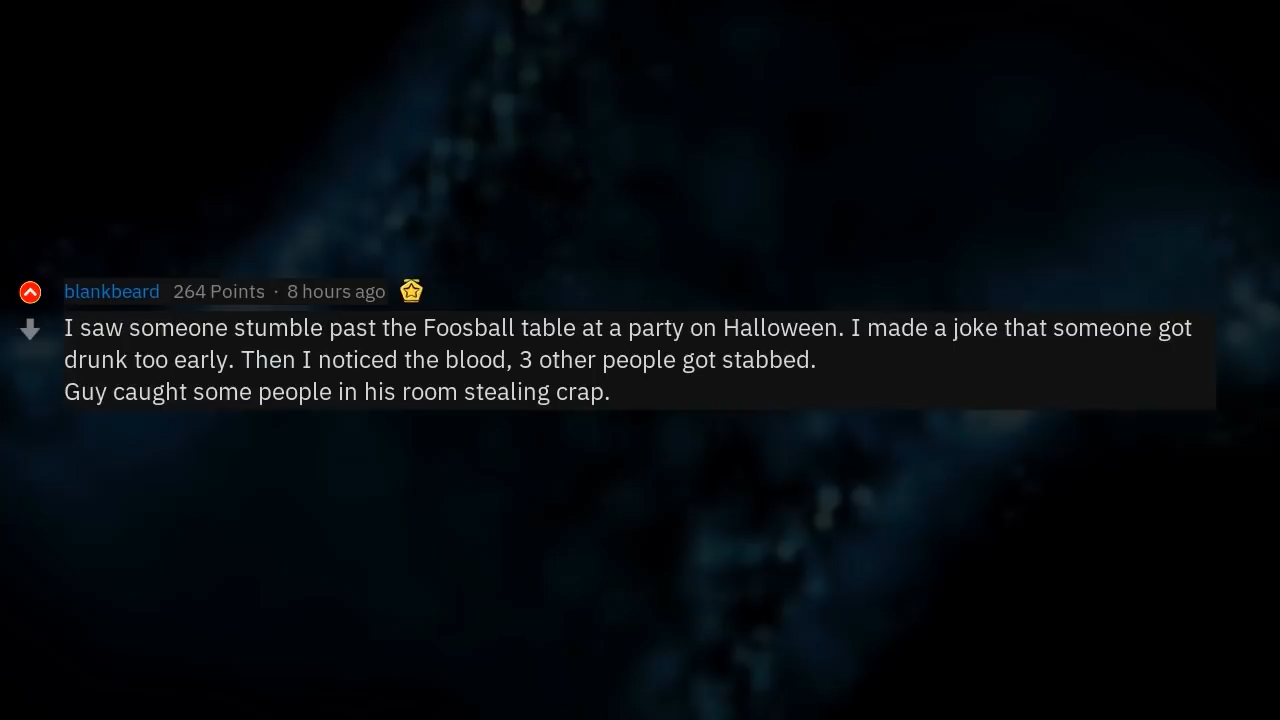 blankbeard 264 Points · 8 hours ago
I saw someone stumble past the Foosball table at a party on Halloween. I made a joke that someone got
drunk too early. Then I noticed the blood, 3 other people got stabbed.
Guy caught some people in his room stealing crap.